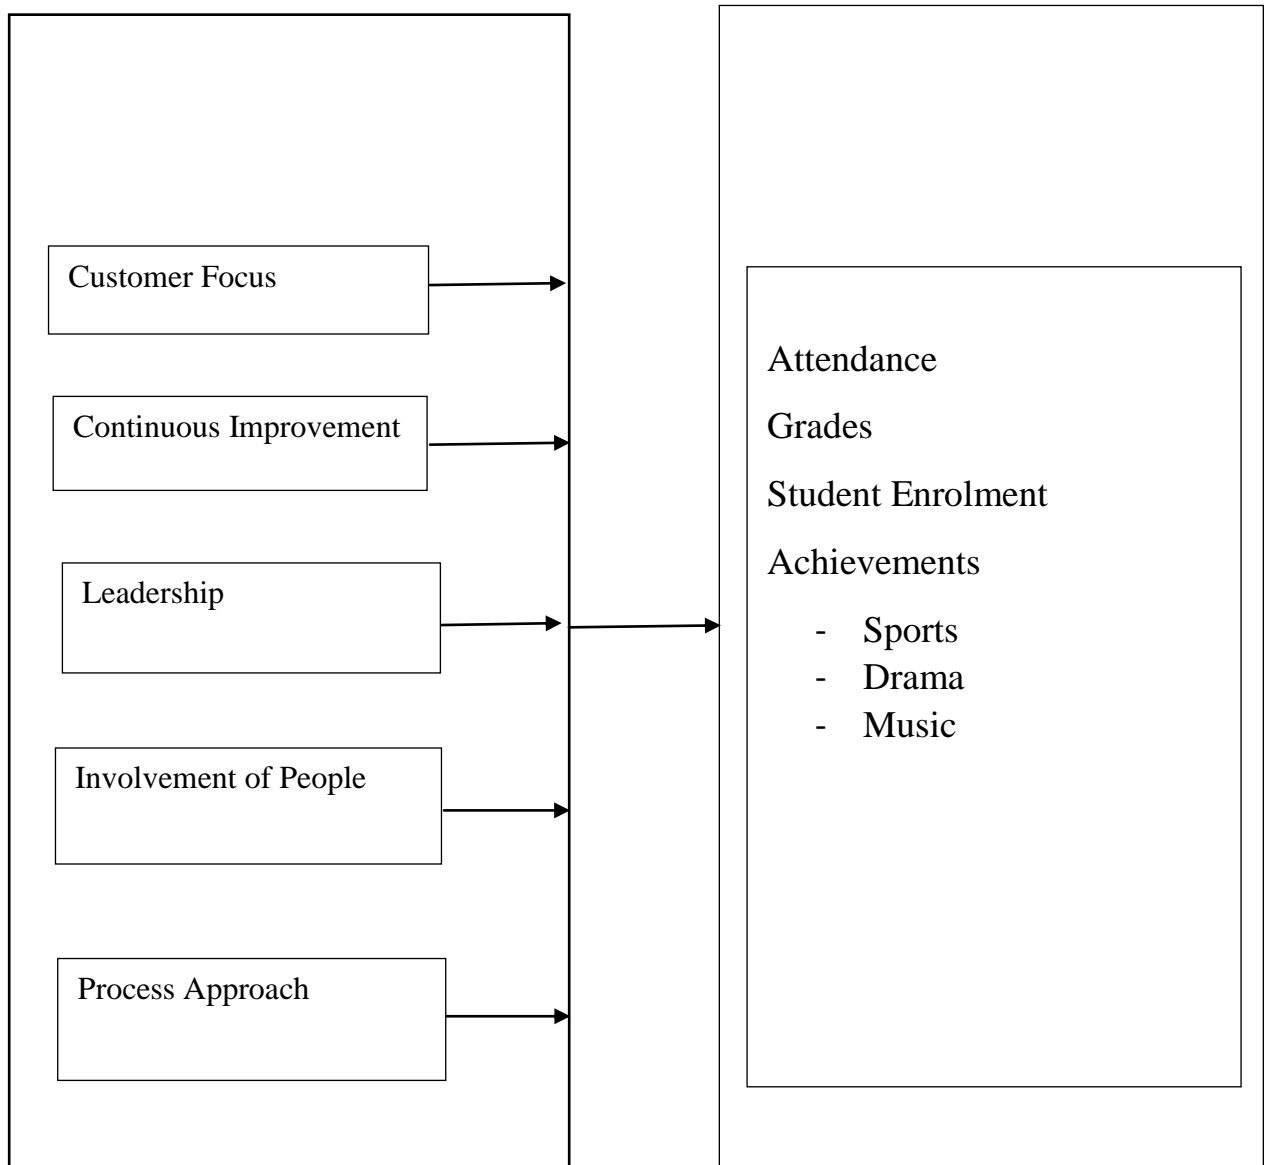 Customer Focus
Continuous Improvement
Leadership
Involvement of People
Process Approach
Attendance
Grades
Student Enrolment
Achievements
- Sports
- Drama
- Music